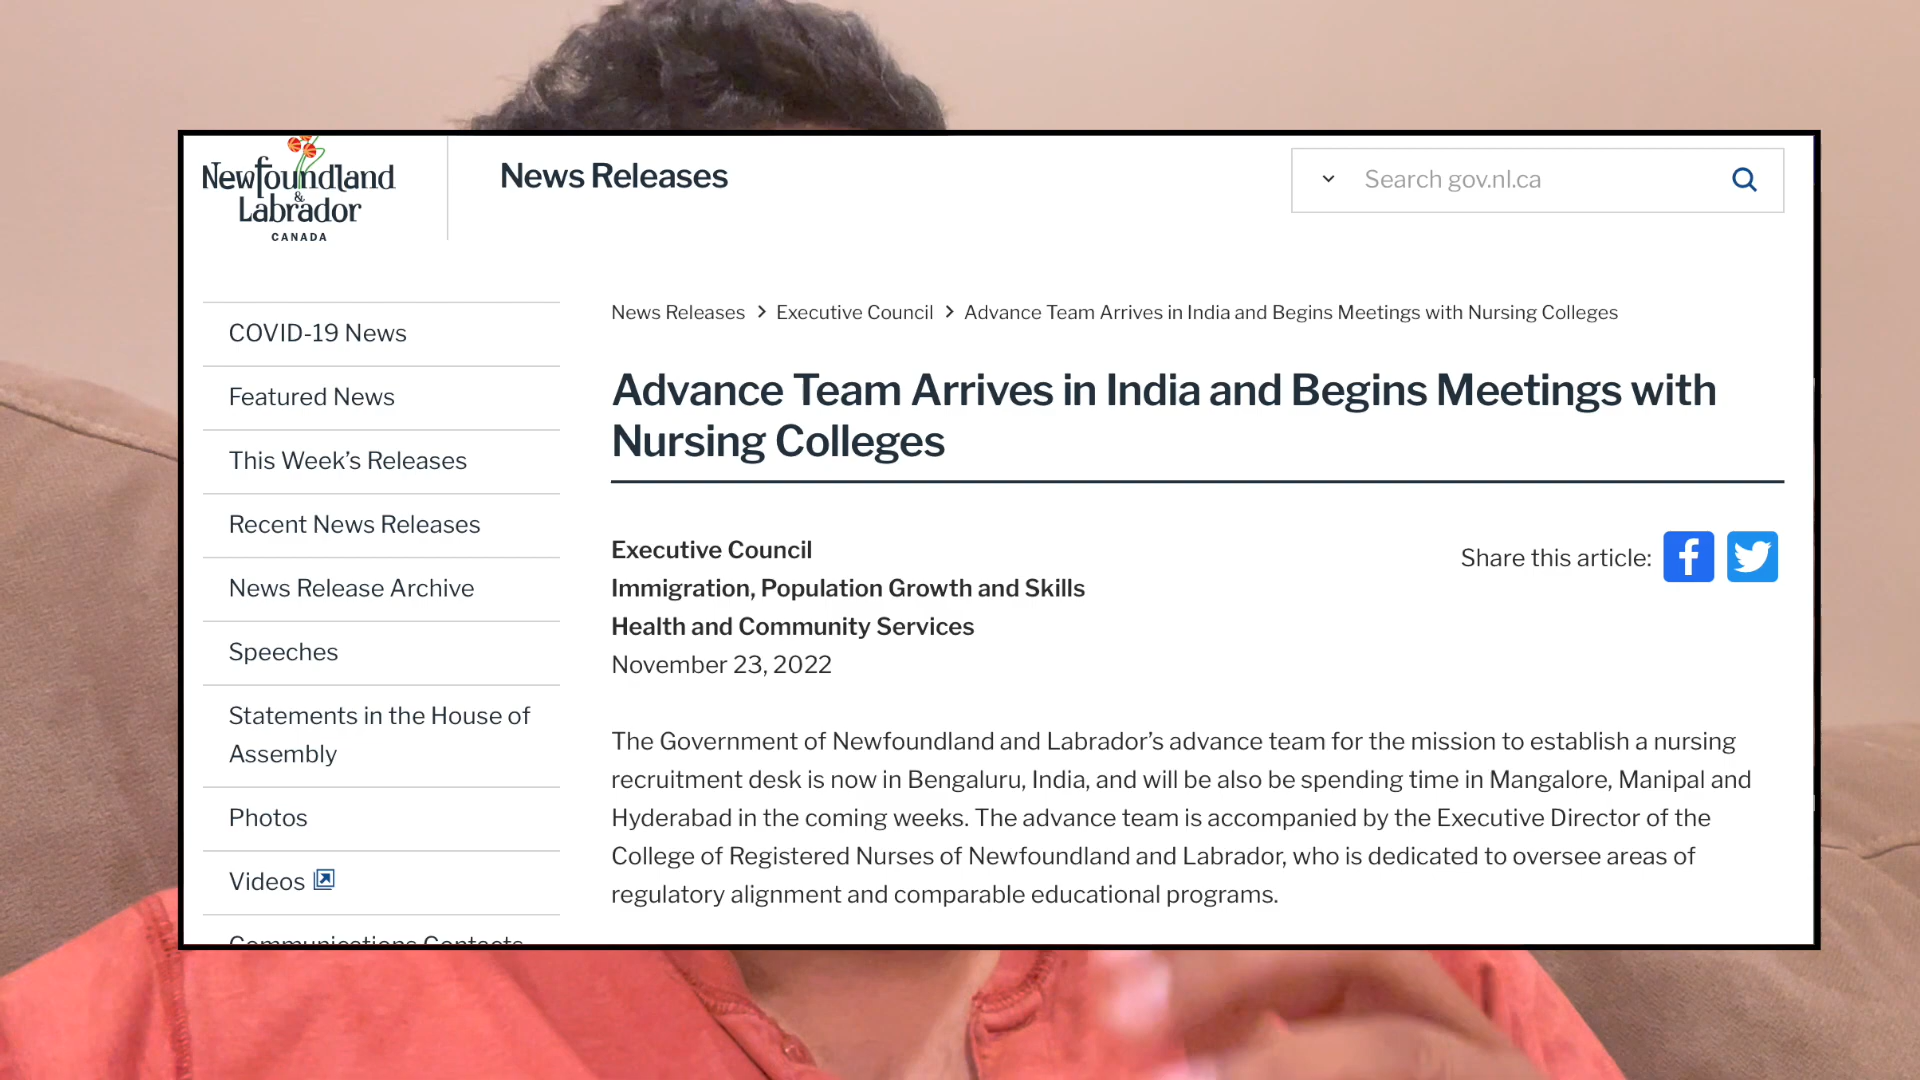 Newfoundland
&
Labrador
CANADA
News Releases
Search gov.nl.ca
COVID-19 News
Featured News
This Week’s Releases
Recent News Releases
News Release Archive
Speeches
Statements in the House of
Assembly
Photos
Videos
Communications Contacts
News Releases > Executive Council > Advance Team Arrives in India and Begins Meetings with Nursing Colleges
Advance Team Arrives in India and Begins Meetings with
Nursing Colleges
Executive Council
Immigration, Population Growth and Skills
Health and Community Services
November 23, 2022
Share this article:
The Government of Newfoundland and Labrador’s advance team for the mission to establish a nursing
recruitment desk is now in Bengaluru, India, and will be also be spending time in Mangalore, Manipal and
Hyderabad in the coming weeks. The advance team is accompanied by the Executive Director of the
College of Registered Nurses of Newfoundland and Labrador, who is dedicated to oversee areas of
regulatory alignment and comparable educational programs.